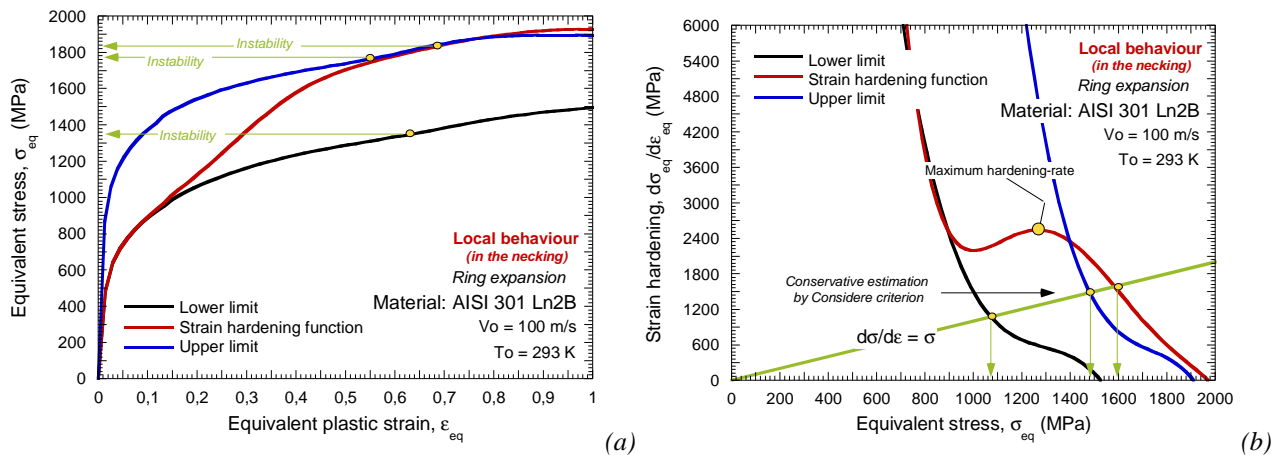 Equivalent stress, σeq (MPa)
2000
1800
1600
1400
1200
1000
800
600
400
200
0
Instability
Instability
Instability
Local behaviour
(in the necking)
Ring expansion
Material: AISI 301 Ln2B
Vo = 100 m/s
To = 293 K
Lower limit
Strain hardening function
Upper limit
0 0,1 0,2 0,3 0,4 0,5 0,6 0,7 0,8 0,9 1
Equivalent plastic strain, εeq
(a)
Strain hardening, dσeq/dεeq (MPa)
6000
5400
4800
4200
3600
3000
2400
1800
1200
600
0
Lower limit
Strain hardening function
Upper limit
Local behaviour
(in the necking)
Ring expansion
Material: AISI 301 Ln2B
Vo = 100 m/s
To = 293 K
Maximum hardening-rate
Conservative estimation
by Considere criterion
dσ/dε = σ
0 200 400 600 800 1000 1200 1400 1600 1800 2000
Equivalent stress, σeq (MPa)
(b)